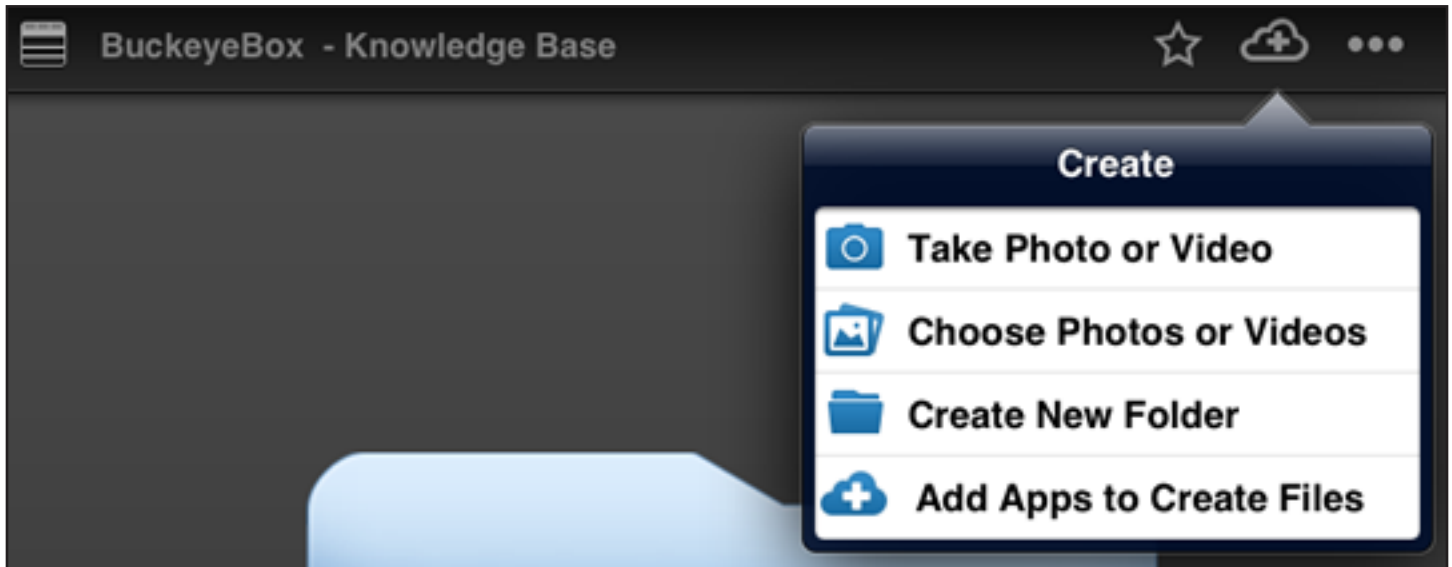 BuckeyeBox - Knowledge Base
Create
Take Photo or Video
Choose Photos or Videos
Create New Folder
Add Apps to Create Files